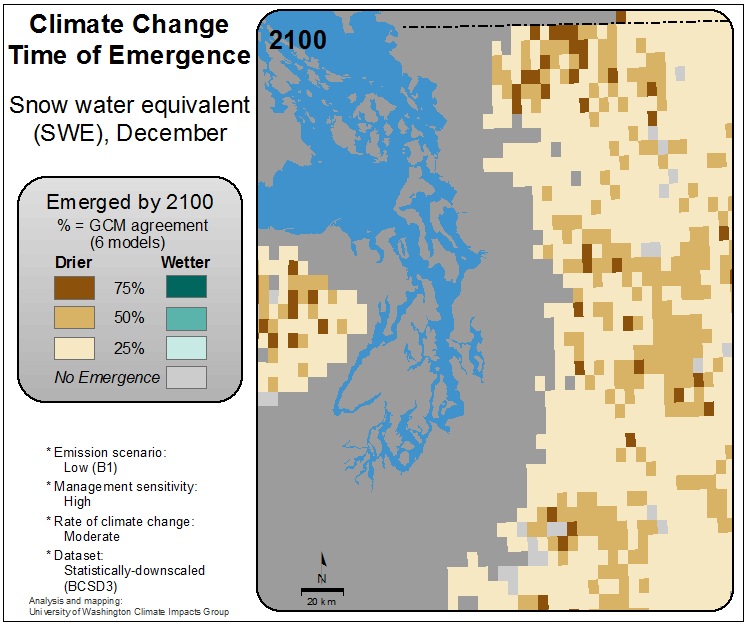 Climate Change
Time of Emergence
Snow water equivalent
(SWE), December
Emerged by 2100
% = GCM agreement
(6 models)
Drier Wetter
75%
50%
25%
No Emergence
* Emission scenario:
Low (B1)
* Management sensitivity:
High
* Rate of climate change:
Moderate
* Dataset:
Statistically-downscaled
(BCSD3)
Analysis and mapping:
University of Washington Climate Impacts Group
2100
N
20 km